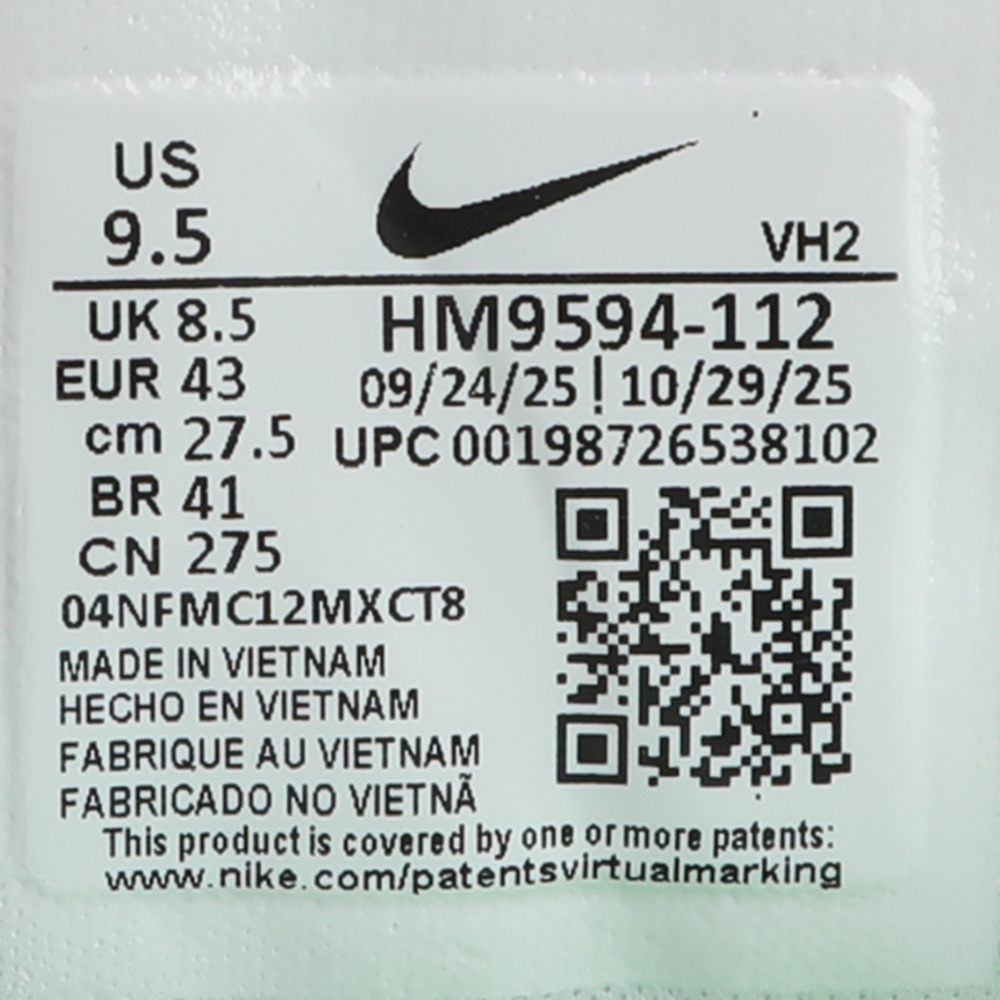 US
9.5
VH2
UK 8.5
HM9594-112
EUR 43
09/24/25 | 10/29/25
cm 27.5
UPC 00198726538102
BR 41
CN 275
04NFMC12MXCT8
MADE IN VIETNAM
HECHO EN VIETNAM
FABRIQUE AU VIETNAM
FABRICADO NO VIETNÃ
This product is covered by one or more patents:
www.nike.com/patentsvirtualmarking